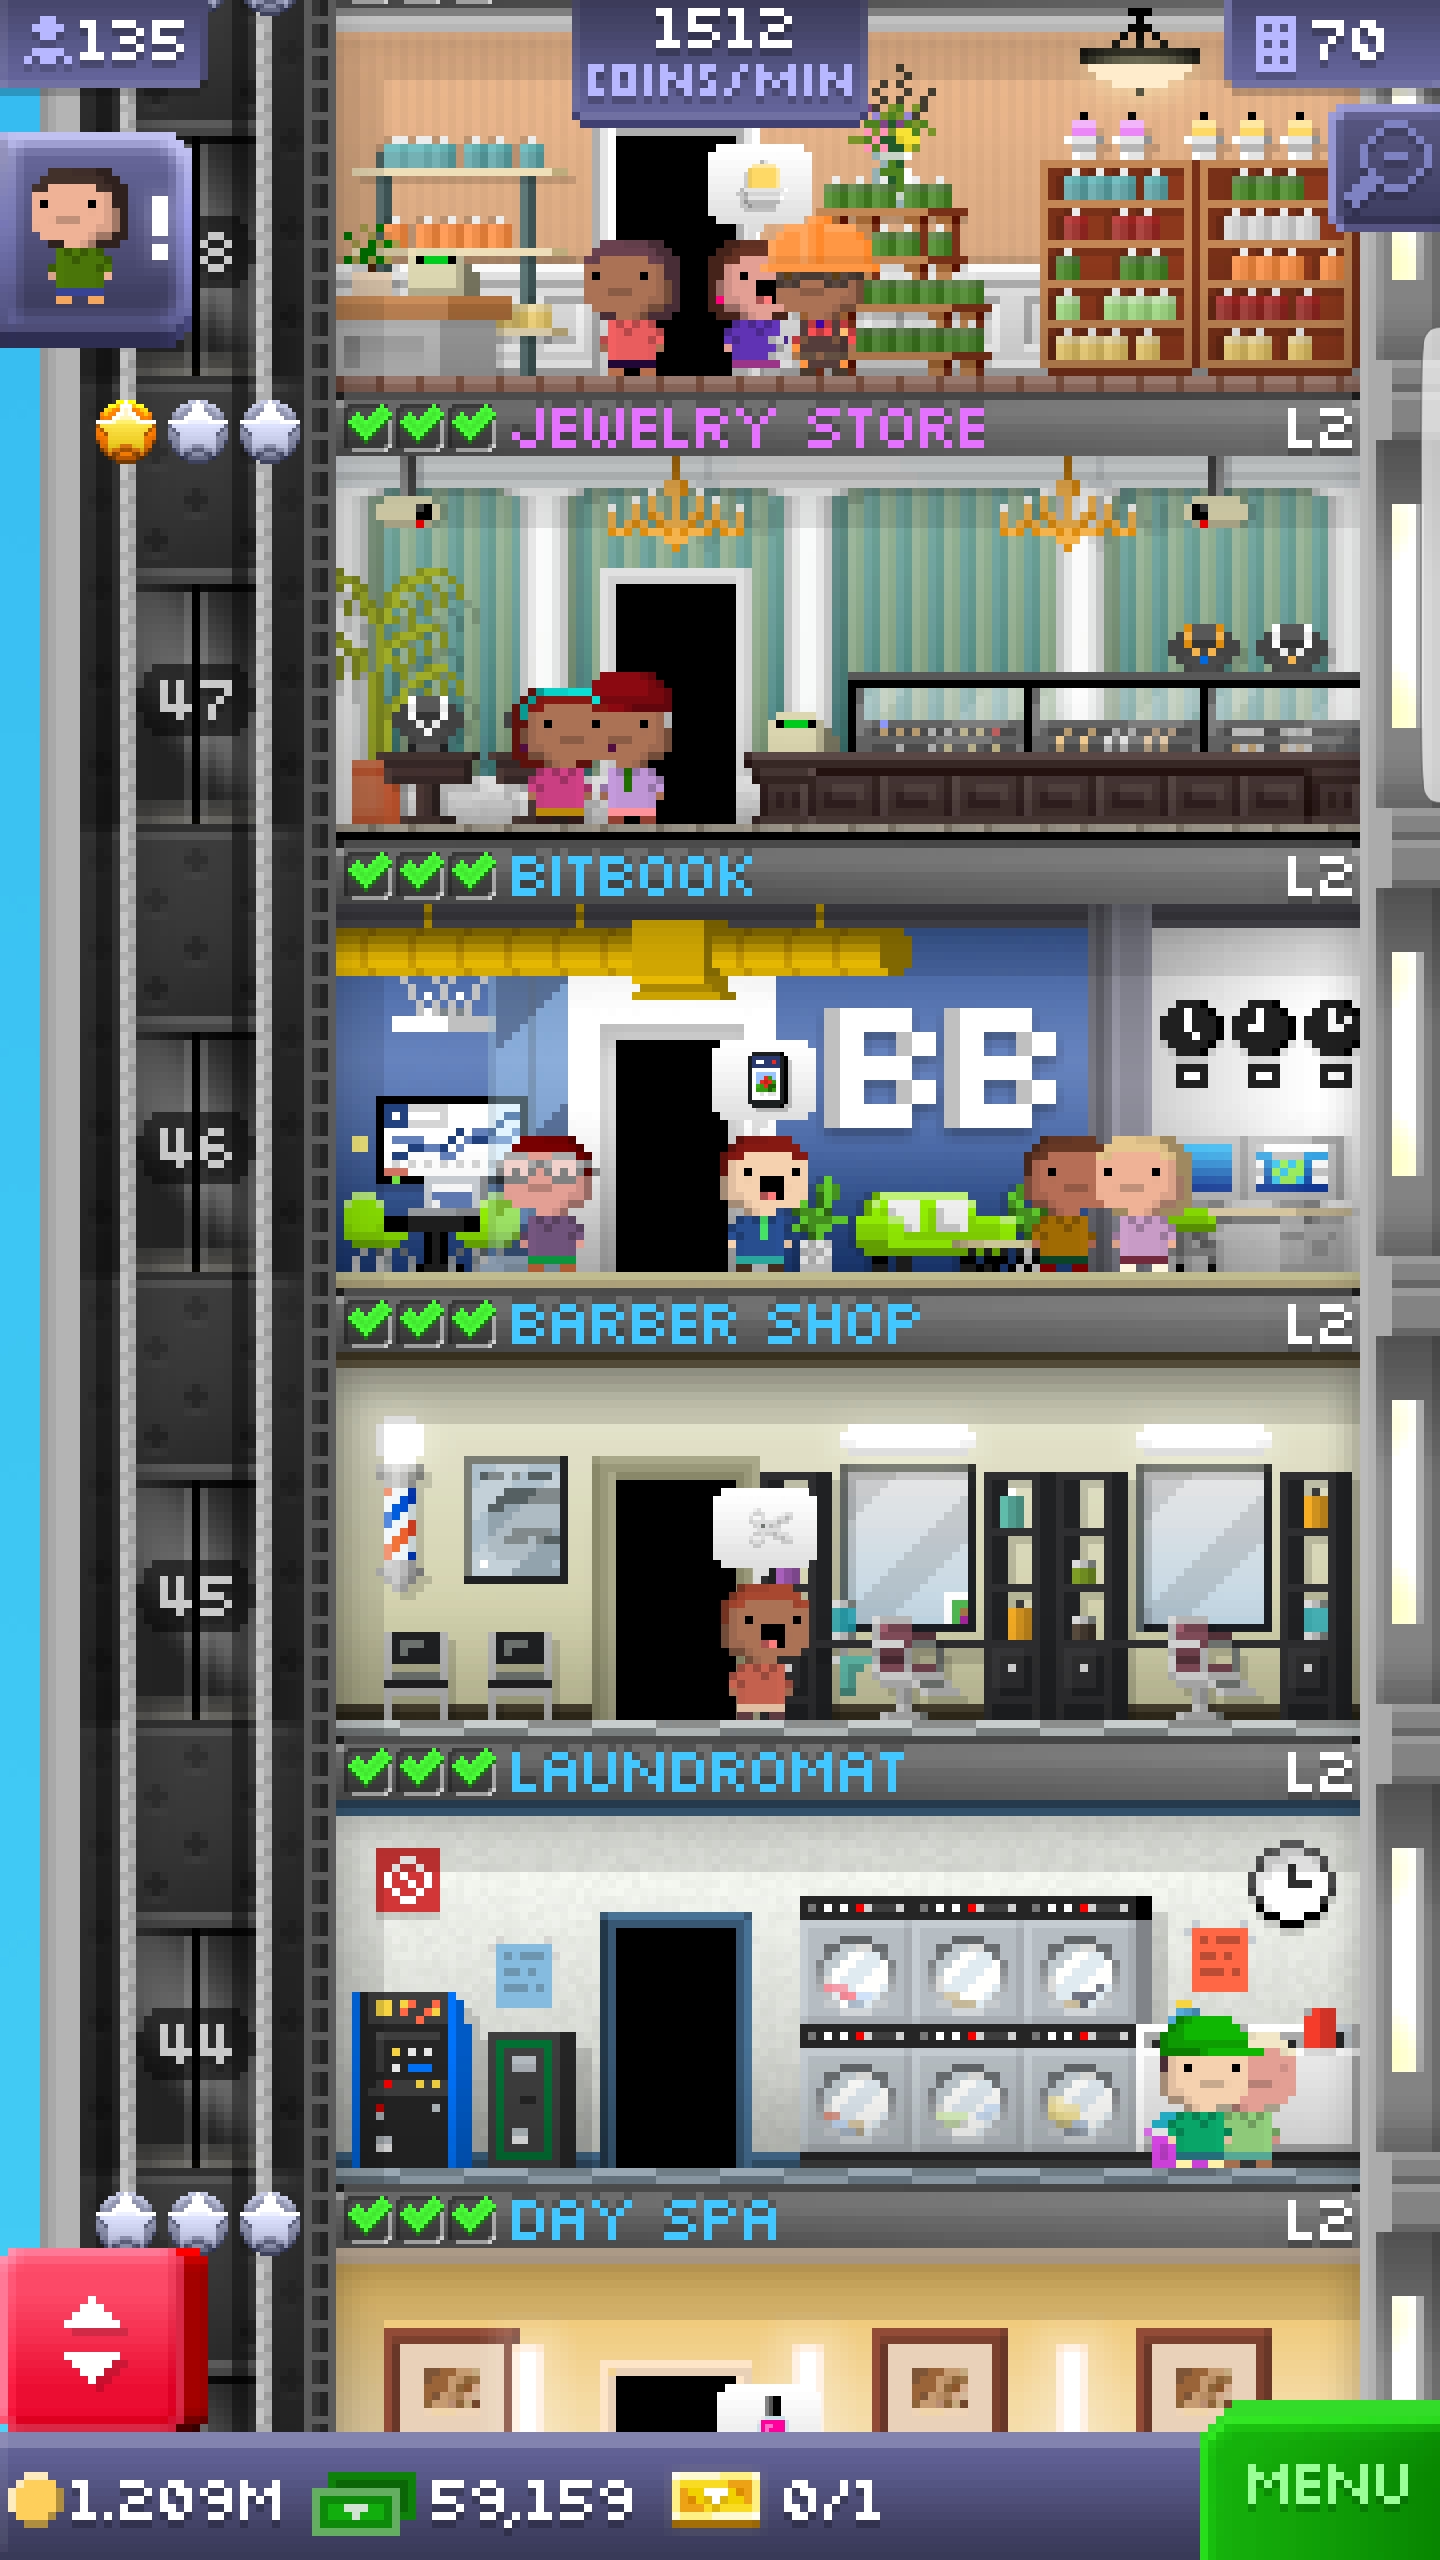 135
1512
COINS/MIN
70
!
8
JEWELRY STORE L2
47
BITBOOK L2
BB
46
BARBER SHOP L2
45
LAUNDROMAT L2
44
DAY SPA L2
1.209M 59,159 0/1
MENU